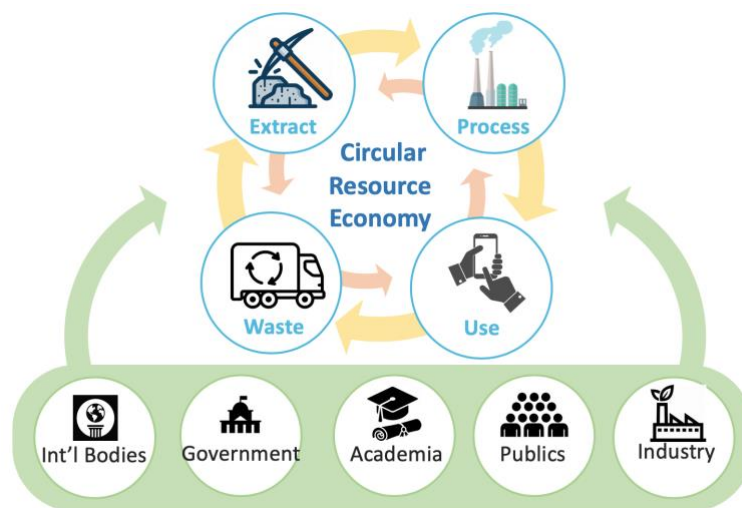 Extract
Process
Circular
Resource
Economy
Waste
Use
Int'l Bodies
Government
Academia
Publics
Industry